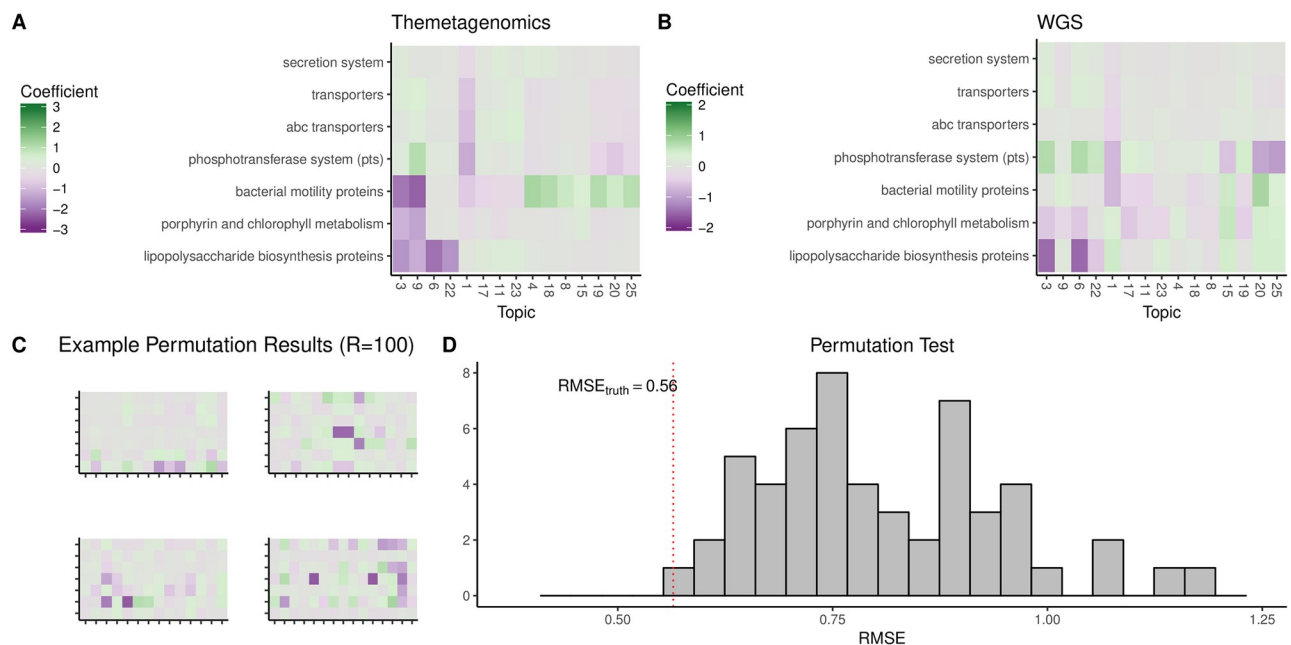 A
Themetagenomics
Coefficient
3
2
1
0
−1
−2
−3
secretion system
transporters
abc transporters
phosphotransferase system (pts)
bacterial motility proteins
porphyrin and chlorophyll metabolism
lipopolysaccharide biosynthesis proteins
3 9 6 22 1 17 11 23 4 18 8 15 19 20 25
Topic
B
WGS
Coefficient
2
1
0
−1
−2
secretion system
transporters
abc transporters
phosphotransferase system (pts)
bacterial motility proteins
porphyrin and chlorophyll metabolism
lipopolysaccharide biosynthesis proteins
3 9 6 22 1 17 11 23 4 18 8 15 19 20 25
Topic
C
Example Permutation Results (R=100)
D
Permutation Test
RMSEtruth = 0.56
8
6
4
2
0
0.50 0.75 1.00 1.25
RMSE